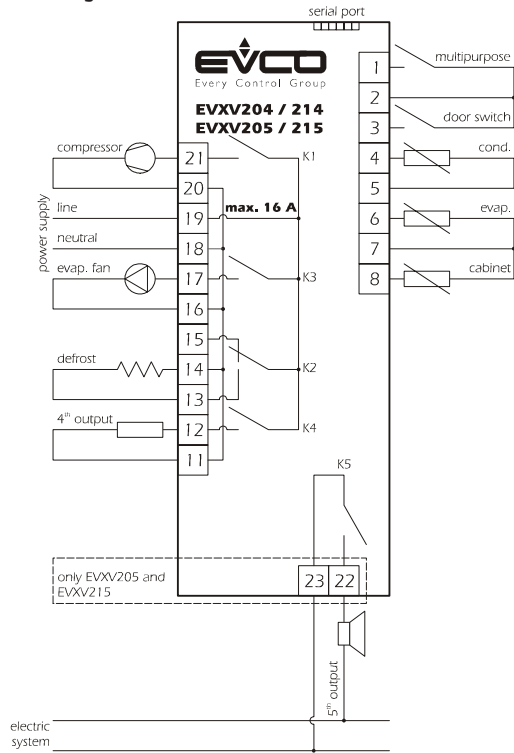 serial port
EVCO
Every Control Group
EVXV204 / 214
EVXV205 / 215
multipurpose
1
2
door switch
3
cond.
4
5
evap.
6
7
cabinet
8
compressor
21
K1
20
power supply
line
19
max. 16 A
neutral
18
evap. fan
17
K3
16
15
defrost
14
K2
13
4th output
12
K4
11
K5
only EVXV205 and
EVXV215
23 22
5th output
electric
system